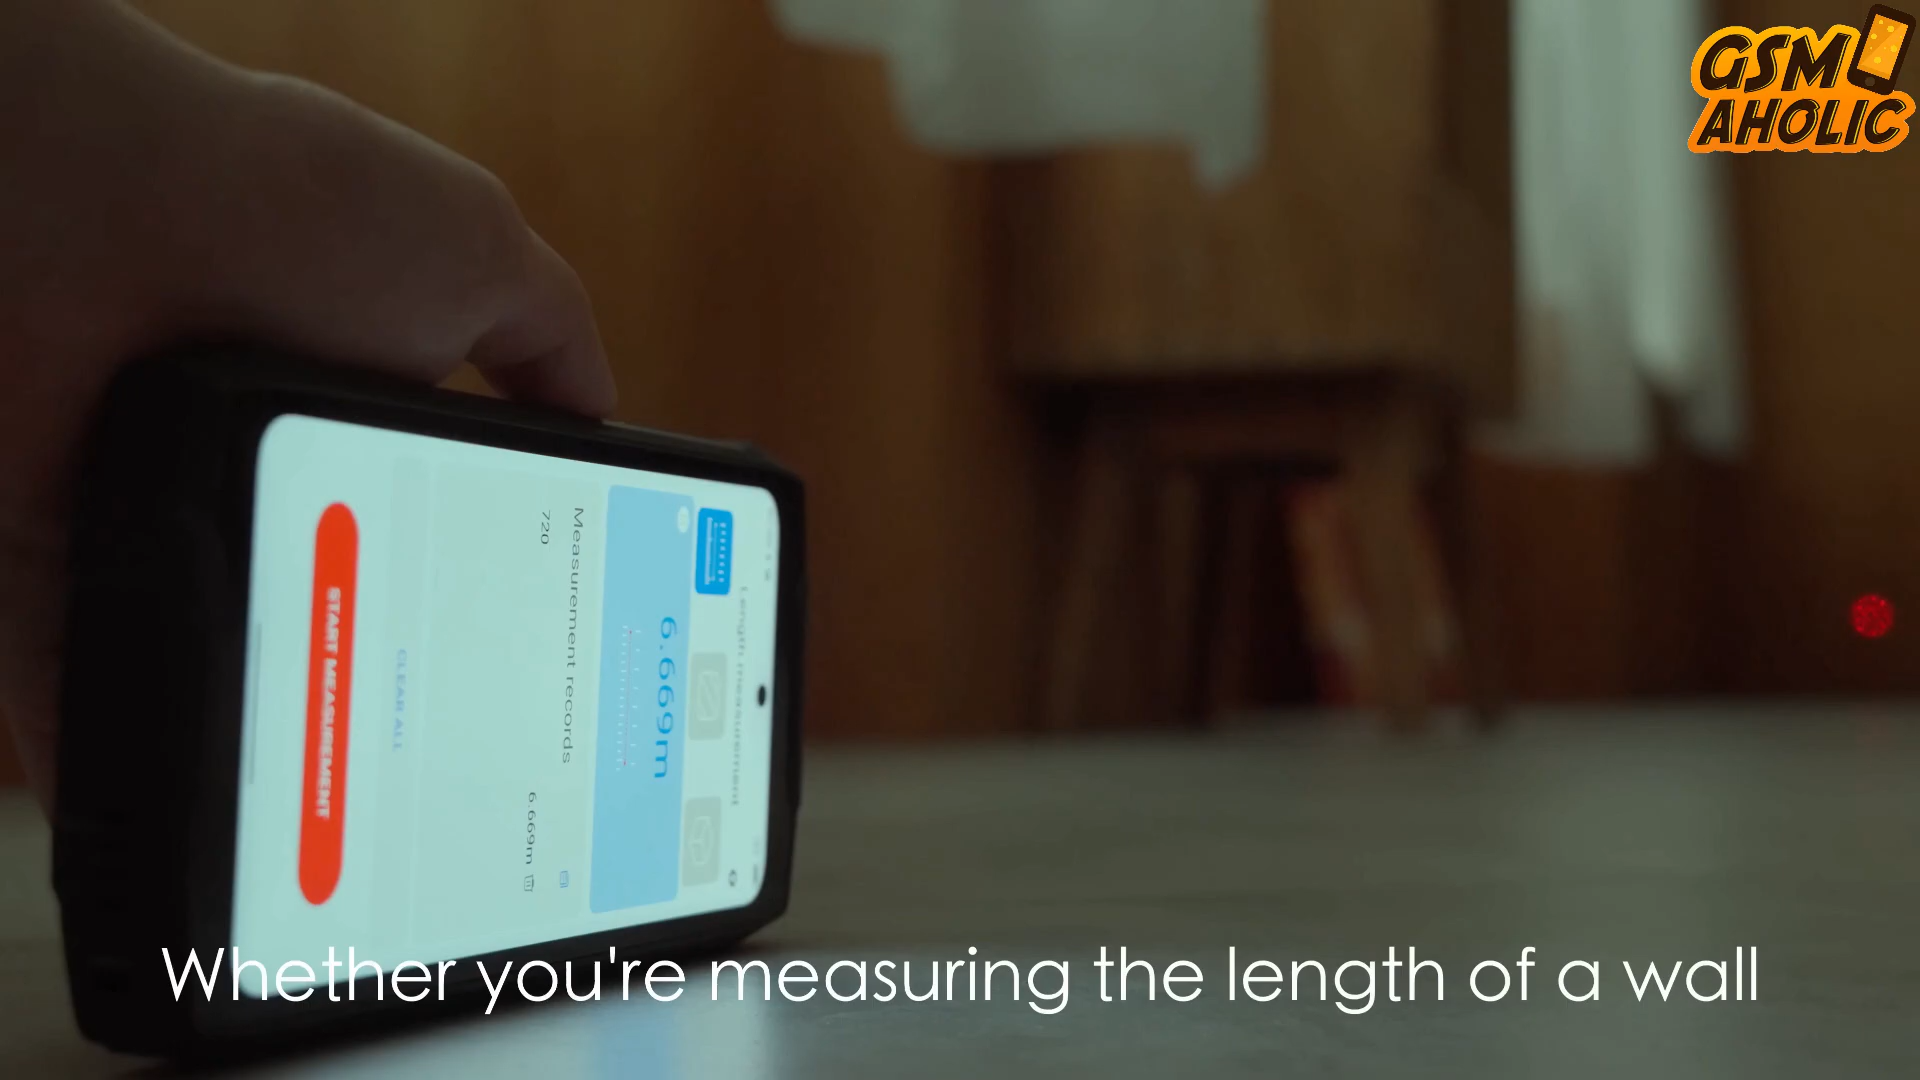 GSM
AHOLIC
Length measurement
6.669m
Measurement records
720
6.669m
CLEAR ALL
START MEASUREMENT
Whether you're measuring the length of a wall